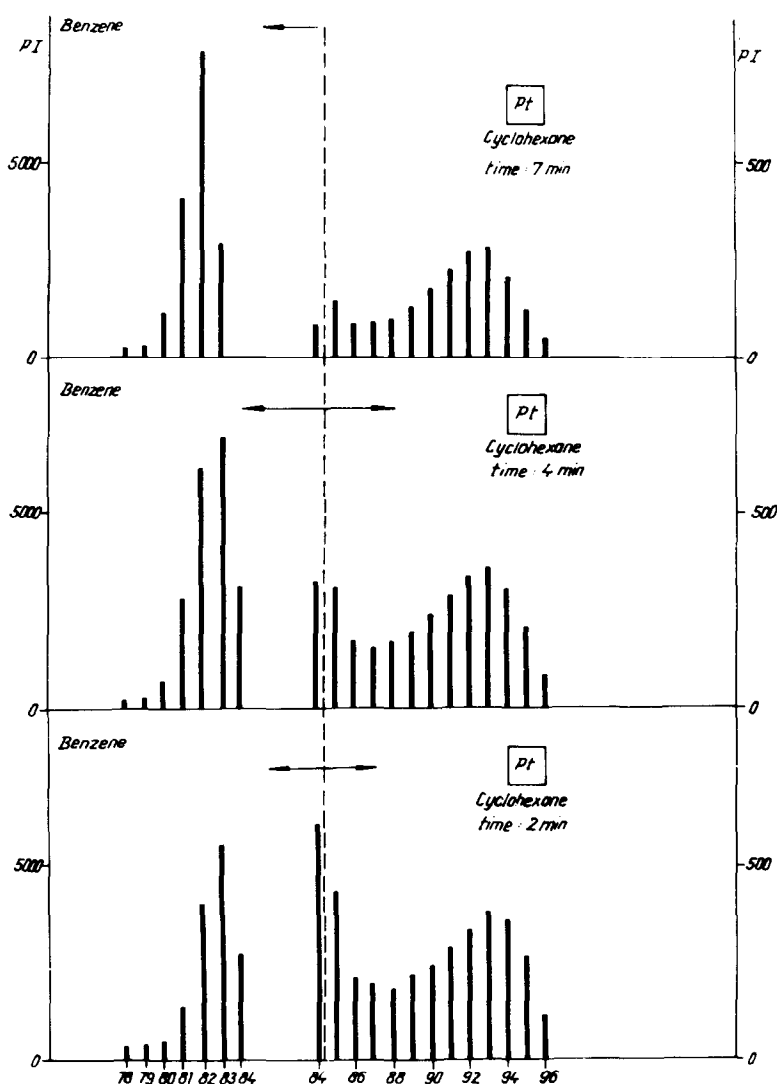 Benzene
PI
PI
Pt
Cyclohexane
time : 7 min
5000
500
0
0
Benzene
Pt
Cyclohexane
time : 4 min
5000
500
0
0
Benzene
Pt
Cyclohexane
time : 2 min
5000
500
0
0
78 79 80 81 82 83 84 84 86 88 90 92 94 96